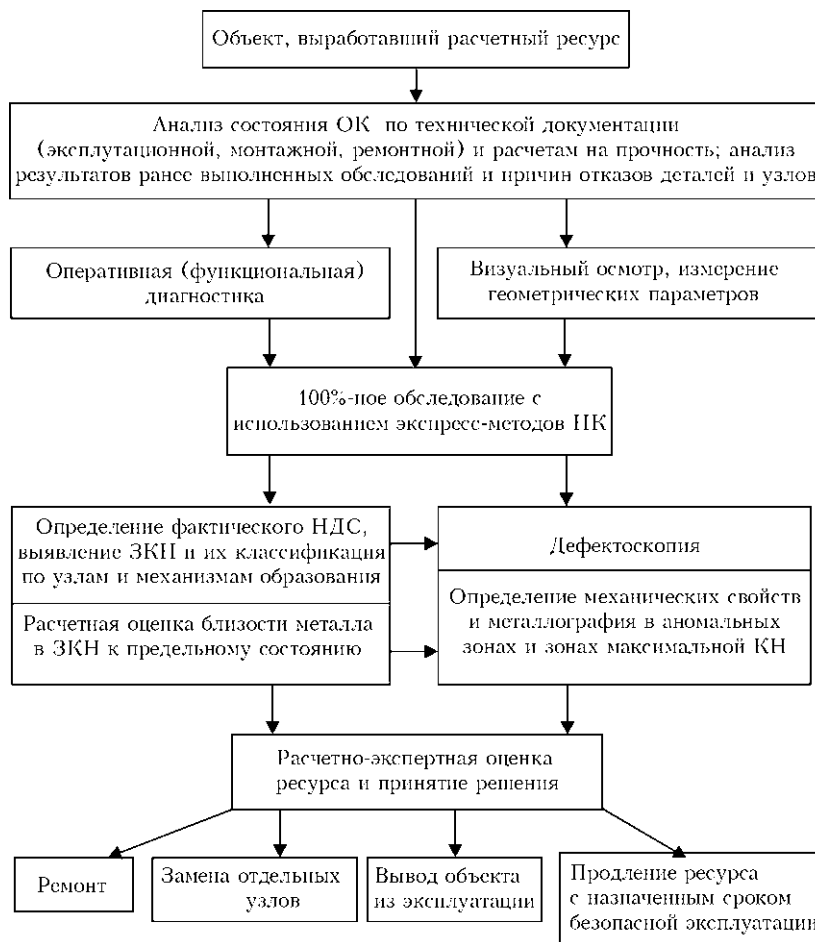 Объект, выработавший расчетный ресурс
Анализ состояния ОК по технической документации
(эксплутационной, монтажной, ремонтной) и расчетам на прочность; анализ
результатов ранее выполненных обследований и причин отказов деталей и узлов
Оперативная (функциональная)
диагностика
Визуальный осмотр, измерение
геометрических параметров
100%-ное обследование с
использованием экспресс-методов НК
Определение фактического НДС,
выявление ЗКН и их классификация
по узлам и механизмам образования
Дефектоскопия
Расчетная оценка близости металла
в ЗКН к предельному состоянию
Определение механических свойств
и металлография в аномальных
зонах и зонах максимальной КН
Расчетно-экспертная оценка
ресурса и принятие решения
Ремонт
Замена отдельных
узлов
Вывод объекта
из эксплуатации
Продление ресурса
с назначенным сроком
безопасной эксплуатации